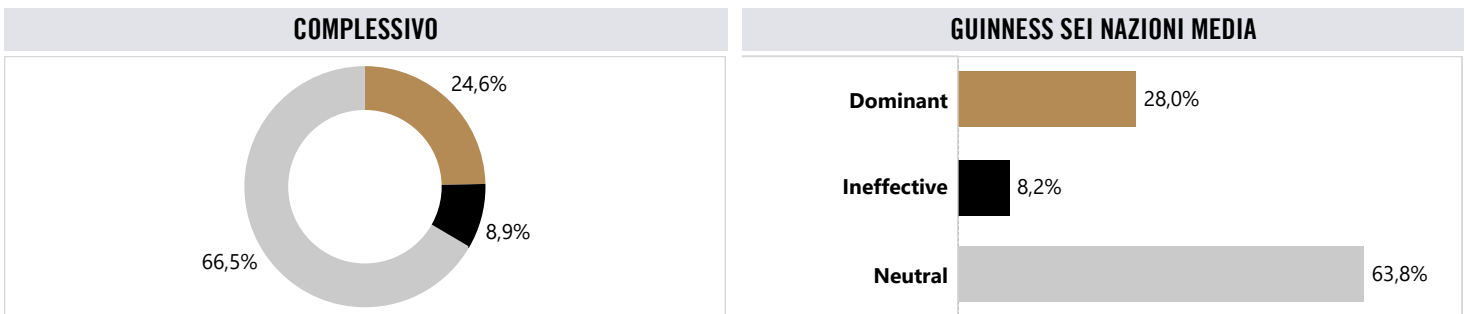 COMPLESSIVO
24,6%
8,9%
66,5%
GUINNESS SEI NAZIONI MEDIA
Dominant 28,0%
Ineffective 8,2%
Neutral 63,8%